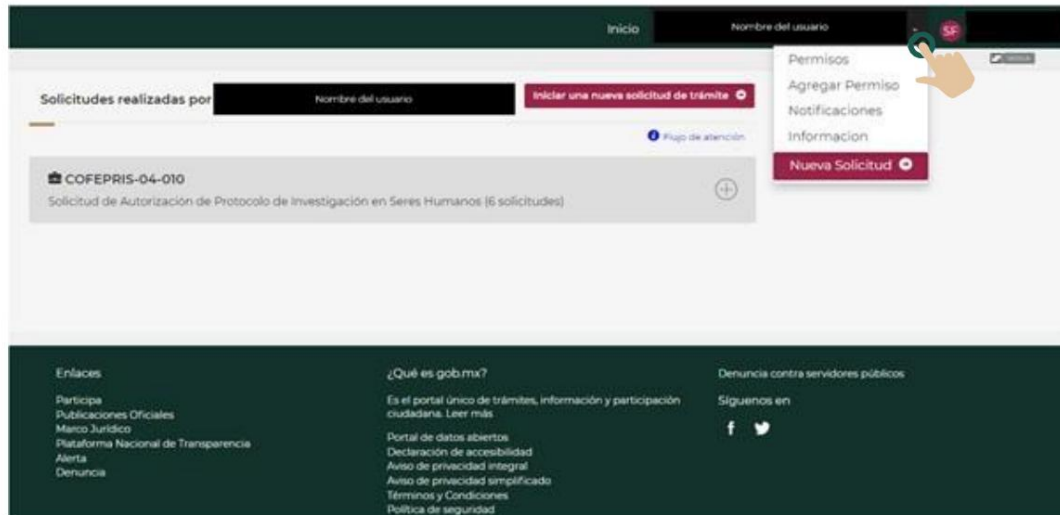 Inicio
Nombre del usuario
SF
Permisos
Agregar Permiso
Notificaciones
Informacion
Nueva Solicitud
Solicitudes realizadas por
Nombre del usuario
Iniciar una nueva solicitud de trámite
Flujo de atención
COFEPRIS-04-010
Solicitud de Autorización de Protocolo de Investigación en Seres Humanos (6 solicitudes)
Enlaces
Participa
Publicaciones Oficiales
Marco Jurídico
Plataforma Nacional de Transparencia
Alerta
Denuncia
¿Qué es gob.mx?
Es el portal único de trámites, información y participación
ciudadana. Leer más
Portal de datos abiertos
Declaración de accesibilidad
Aviso de privacidad integral
Aviso de privacidad simplificado
Términos y Condiciones
Política de seguridad
Denuncia contra servidores públicos
Síguenos en